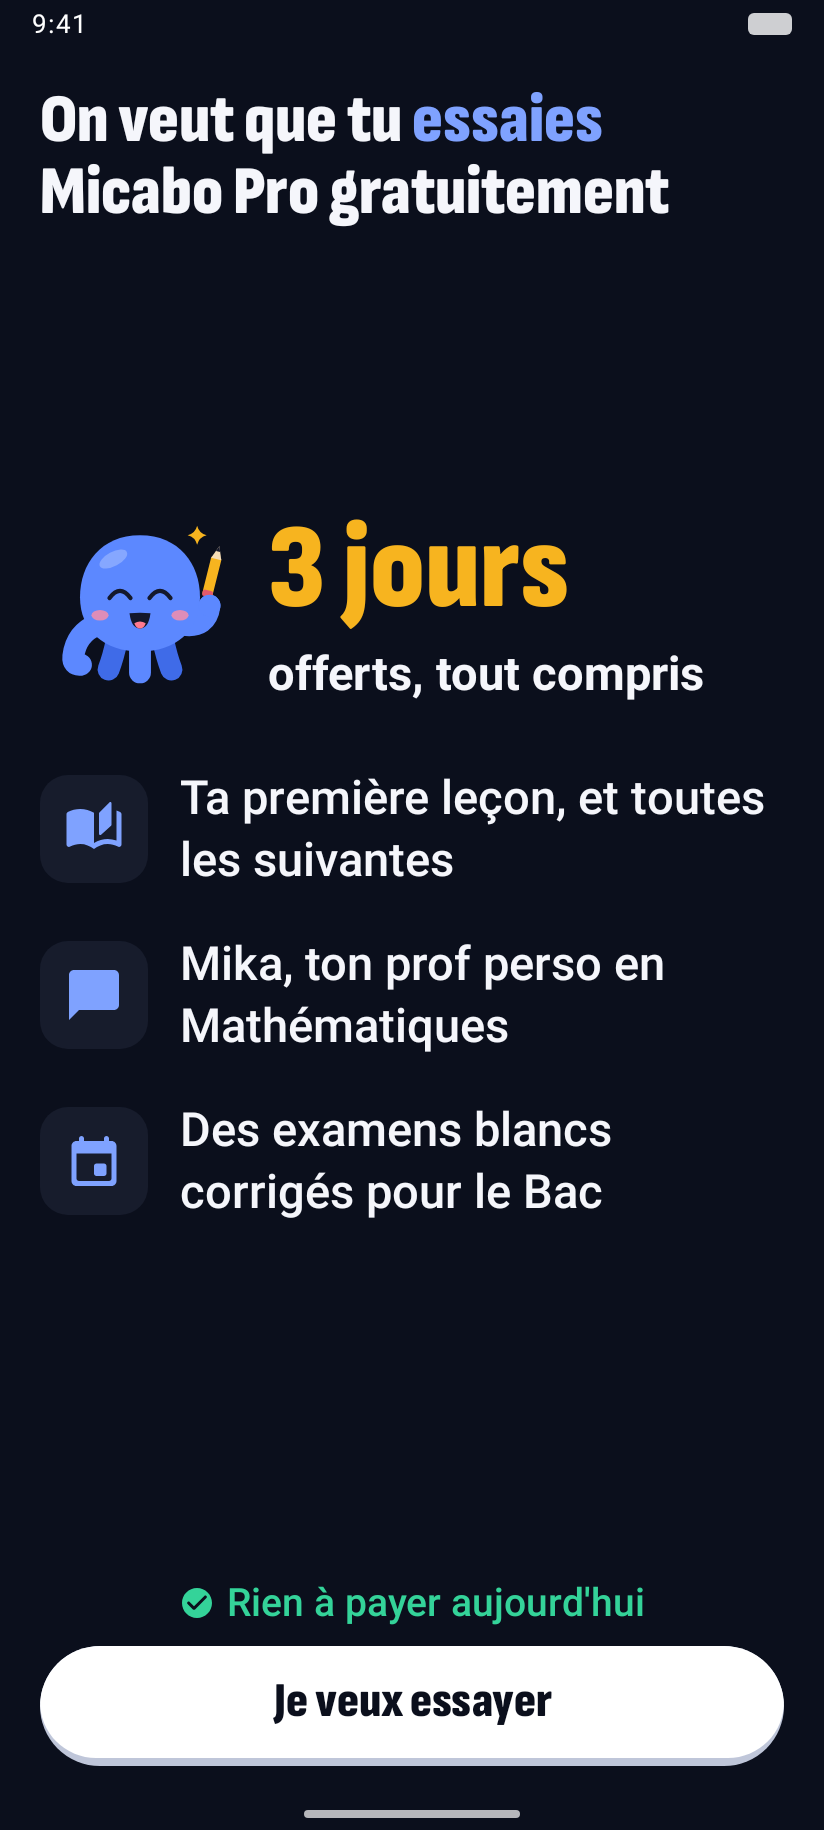 9:41
On veut que tu essaies
Micabo Pro gratuitement
3 jours
offerts, tout compris
Ta première leçon, et toutes
les suivantes
Mika, ton prof perso en
Mathématiques
Des examens blancs
corrigés pour le Bac
Rien à payer aujourd'hui
Je veux essayer